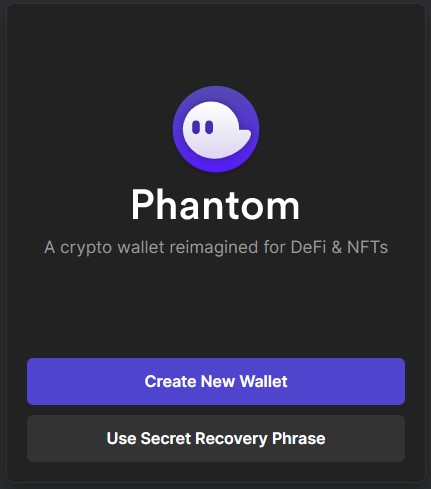 Phantom
A crypto wallet reimagined for DeFi & NFTs
Create New Wallet
Use Secret Recovery Phrase